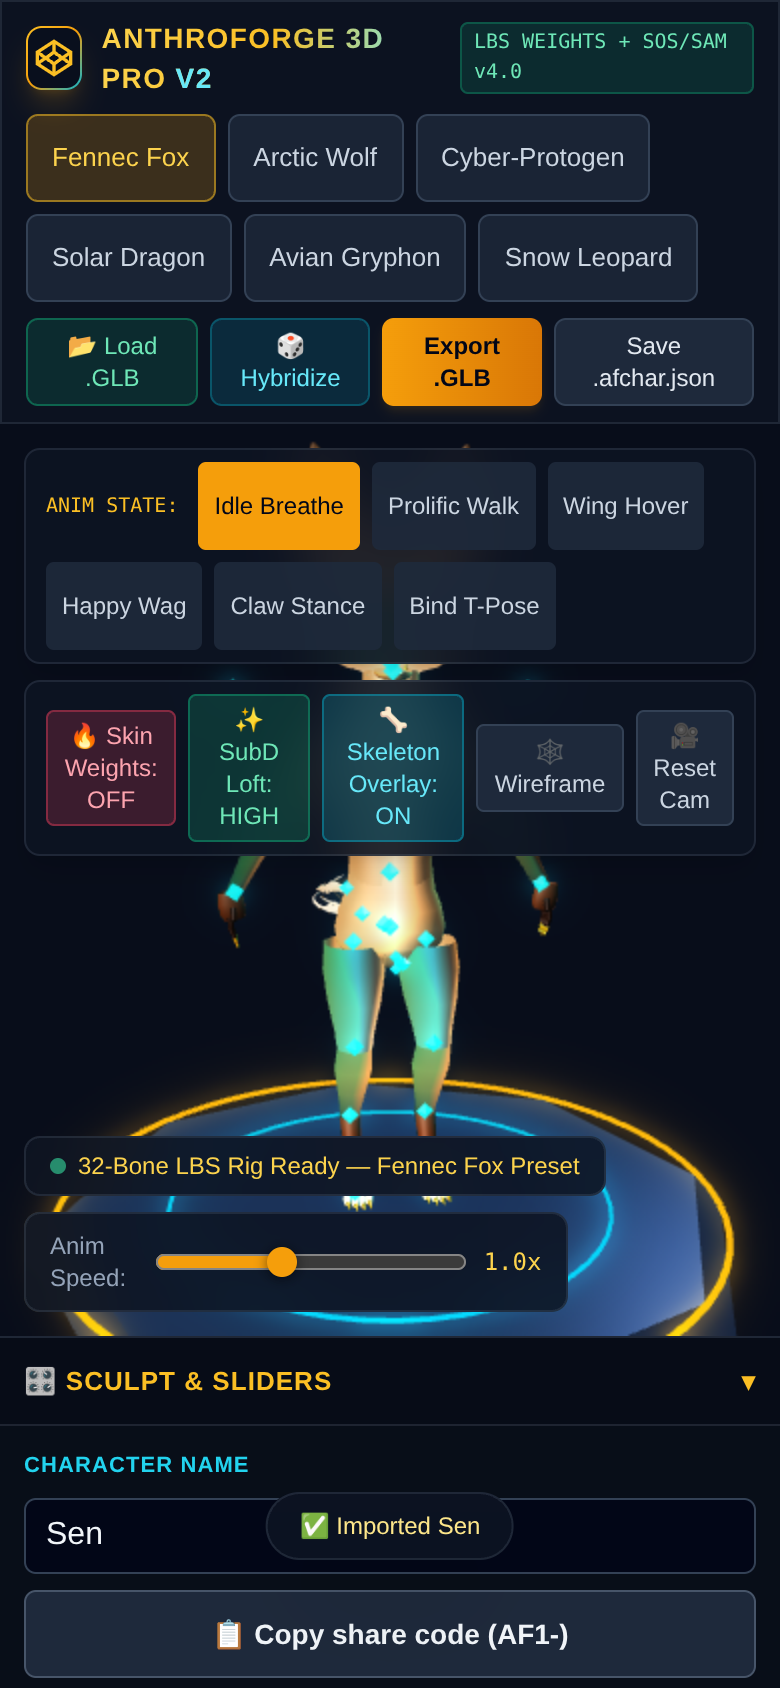 ANTHROFORGE 3D
PRO V2
LBS WEIGHTS + SOS/SAM
v4.0
Fennec Fox
Arctic Wolf
Cyber-Protogen
Solar Dragon
Avian Gryphon
Snow Leopard
📂 Load
.GLB
🎲
Hybridize
Export
.GLB
Save
.afchar.json
ANIM STATE:
Idle Breathe
Prolific Walk
Wing Hover
Happy Wag
Claw Stance
Bind T-Pose
🔥 Skin
Weights:
OFF
✨
SubD
Loft:
HIGH
🦴
Skeleton
Overlay:
ON
🕸️
Wireframe
🎥
Reset
Cam
32-Bone LBS Rig Ready — Fennec Fox Preset
Anim
Speed:
1.0x
🎛️ SCULPT & SLIDERS
▼
CHARACTER NAME
Sen
✅ Imported Sen
📋 Copy share code (AF1-)